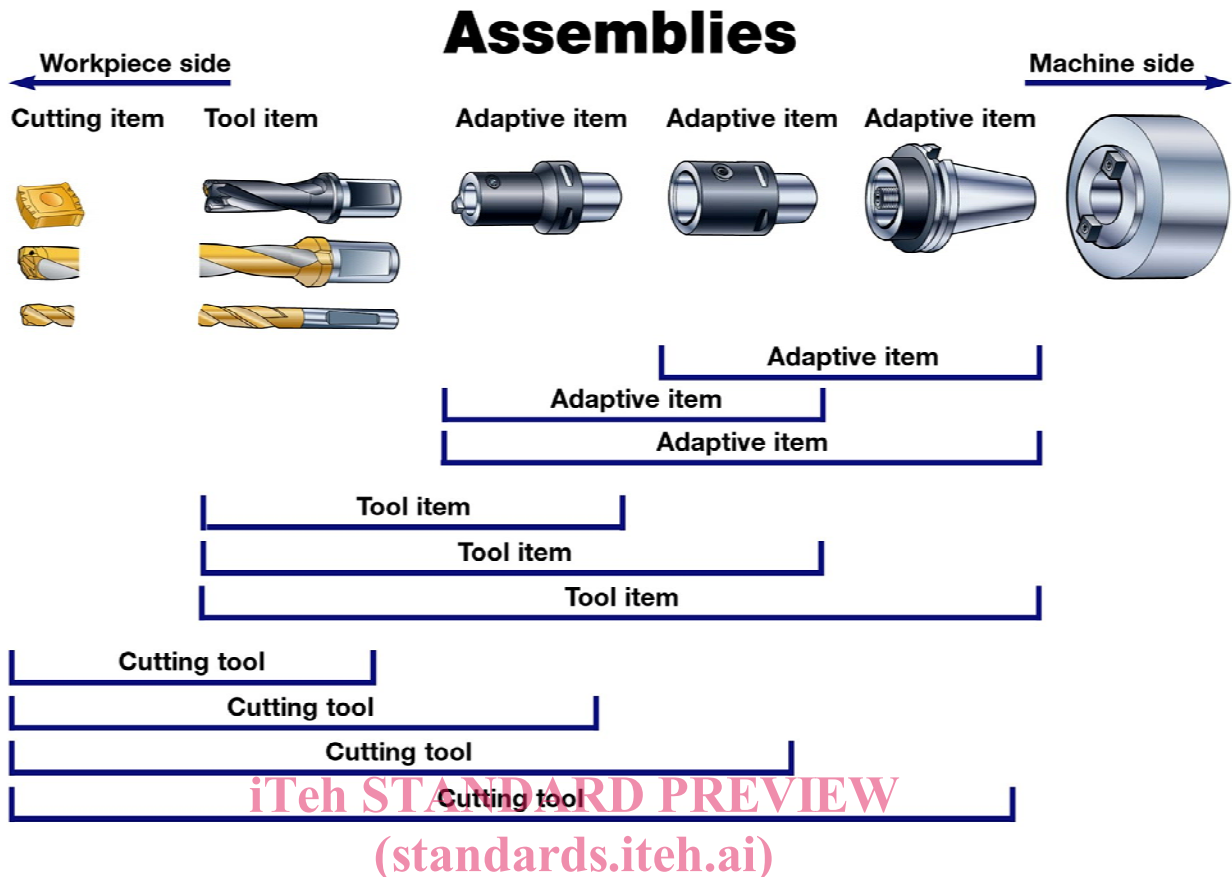 Assemblies
Workpiece side
Machine side
Cutting item
Tool item
Adaptive item
Adaptive item
Adaptive item
Adaptive item
Adaptive item
Adaptive item
Tool item
Tool item
Tool item
Cutting tool
Cutting tool
Cutting tool
Cutting tool
iTeh STANDARD PREVIEW
(standards.iteh.ai)